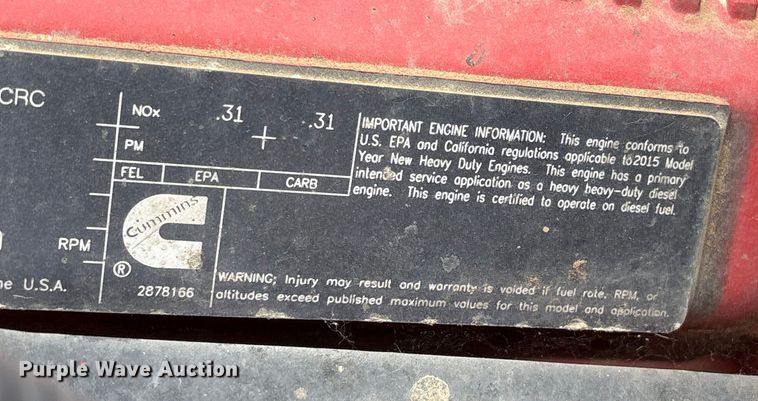 CRC
NOx .31 .31
PM
FEL EPA CARB
IMPORTANT ENGINE INFORMATION: This engine conforms to
U.S. EPA and California regulations applicable to 2015 Model
Year New Heavy Duty Engines. This engine has a primary
intended service application as a heavy heavy-duty diesel
engine. This engine is certified to operate on diesel fuel.
RPM
Cummins
®
he U.S.A.
2878166
WARNING; Injury may result and warranty is voided if fuel rate, RPM, or
altitudes exceed published maximum values for this model and application.
Purple Wave Auction